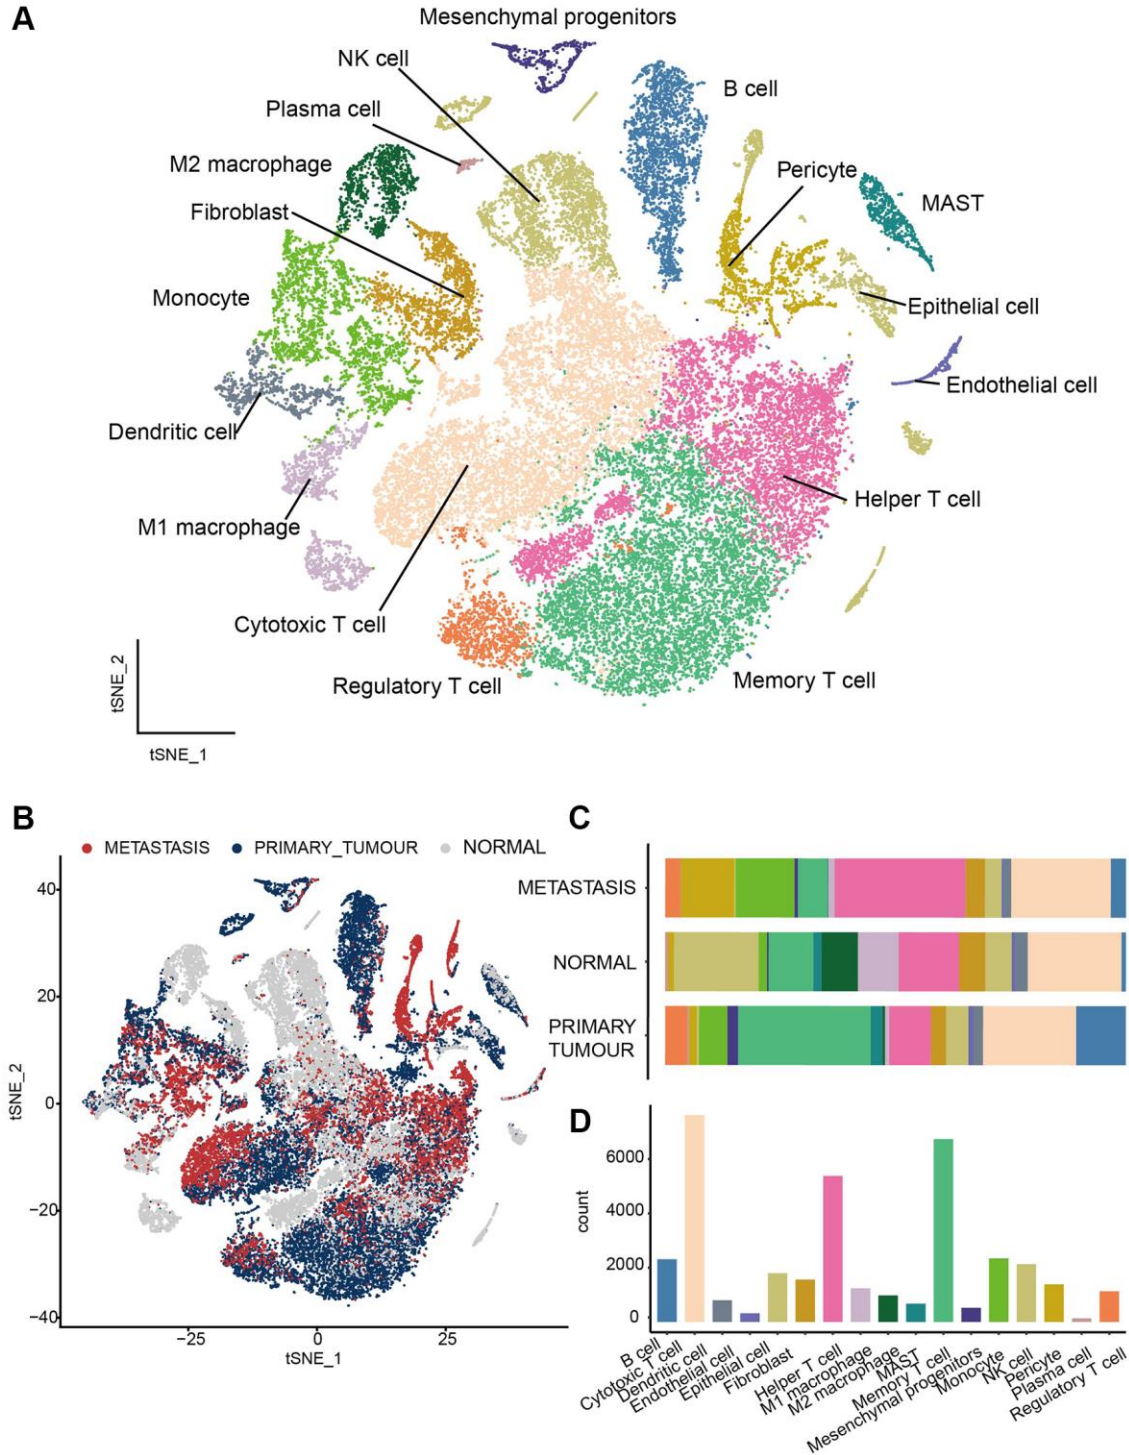 A
Mesenchymal progenitors
NK cell
B cell
Plasma cell
M2 macrophage
Pericyte
Fibroblast
MAST
Monocyte
Epithelial cell
Endothelial cell
Dendritic cell
Helper T cell
M1 macrophage
Cytotoxic T cell
Regulatory T cell
Memory T cell
tSNE_2
tSNE_1
B
METASTASIS
PRIMARY_TUMOUR
NORMAL
40
20
0
−20
−40
tSNE_2
−25
0
25
tSNE_1
C
METASTASIS
NORMAL
PRIMARY
TUMOUR
D
6000
4000
2000
0
count
B cell
Cytotoxic T cell
Dendritic cell
Endothelial cell
Epithelial cell
Fibroblast
Helper T cell
M1 macrophage
M2 macrophage
MAST
Memory T cell
Mesenchymal progenitors
Monocyte
NK cell
Pericyte
Plasma cell
Regulatory T cell